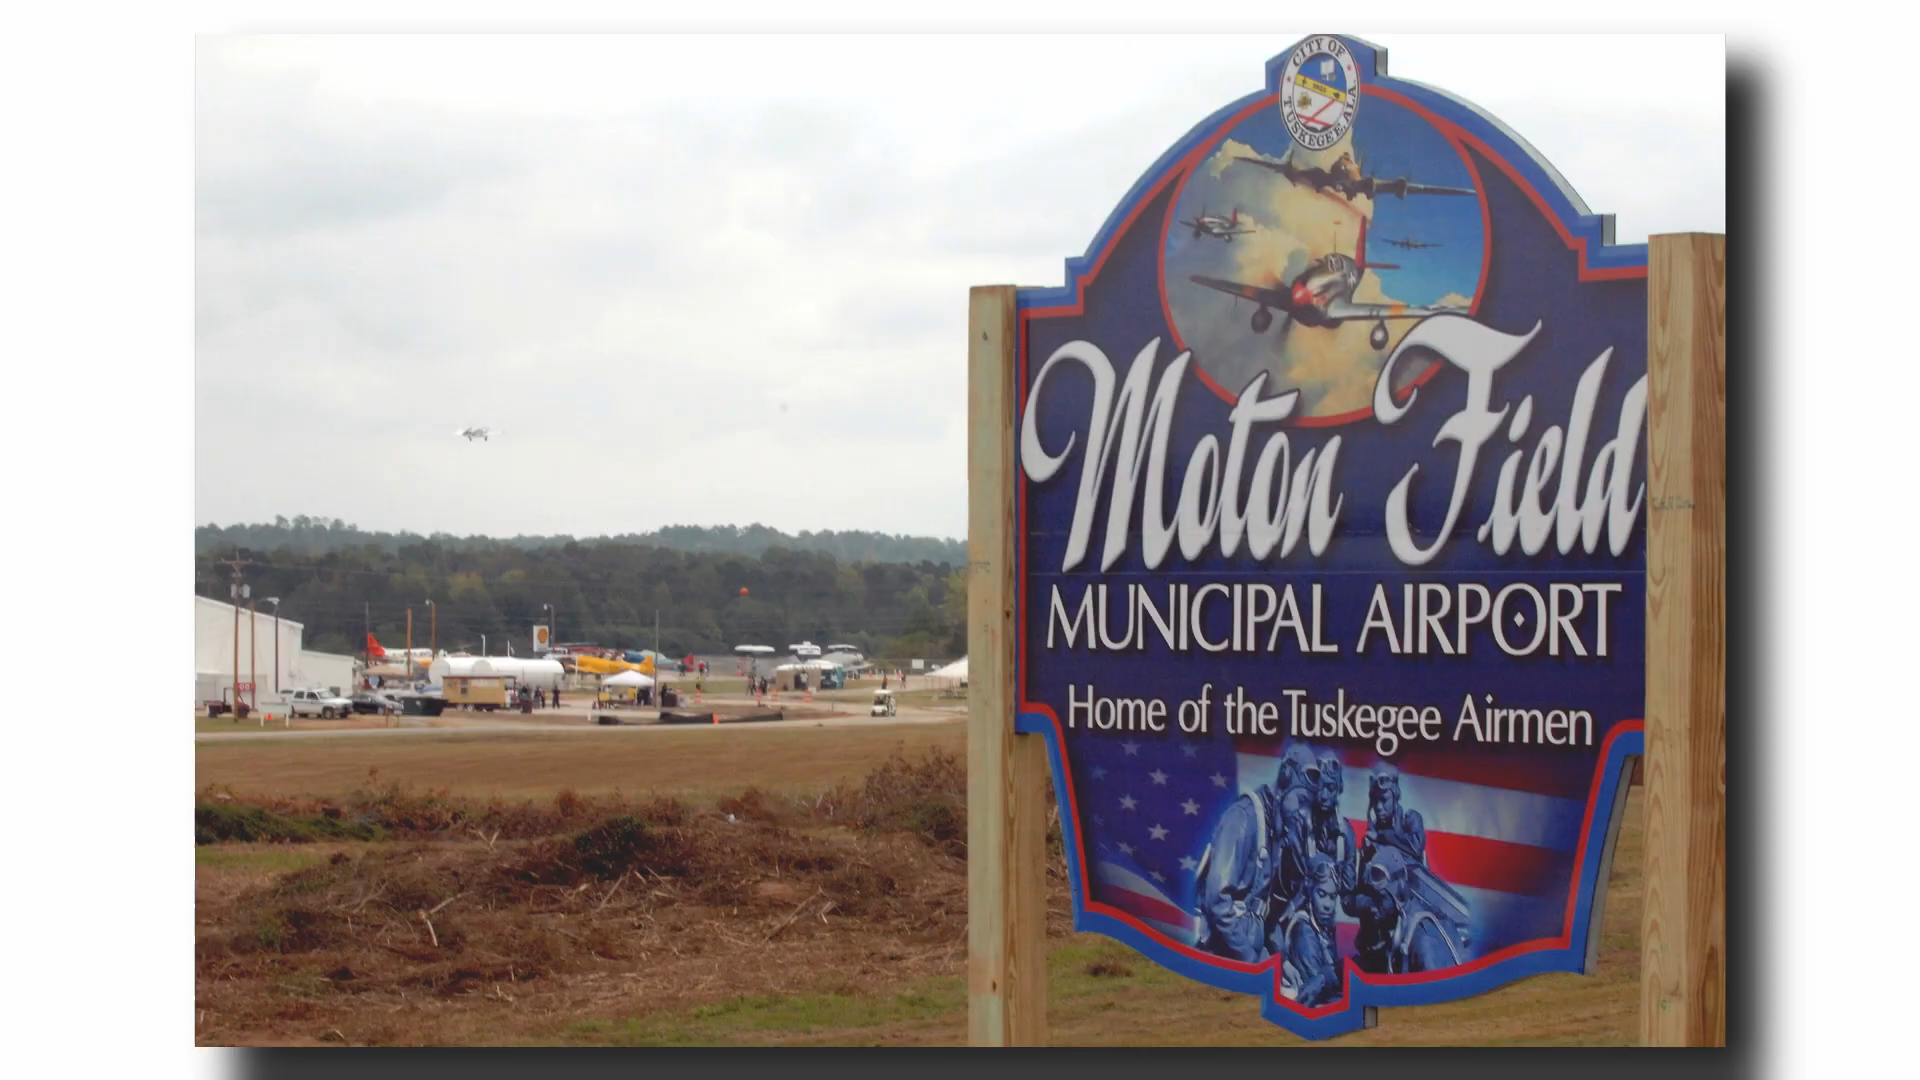 CITY OF
TUSKEGEE, ALA.
Moton Field
MUNICIPAL AIRPORT
Home of the Tuskegee Airmen